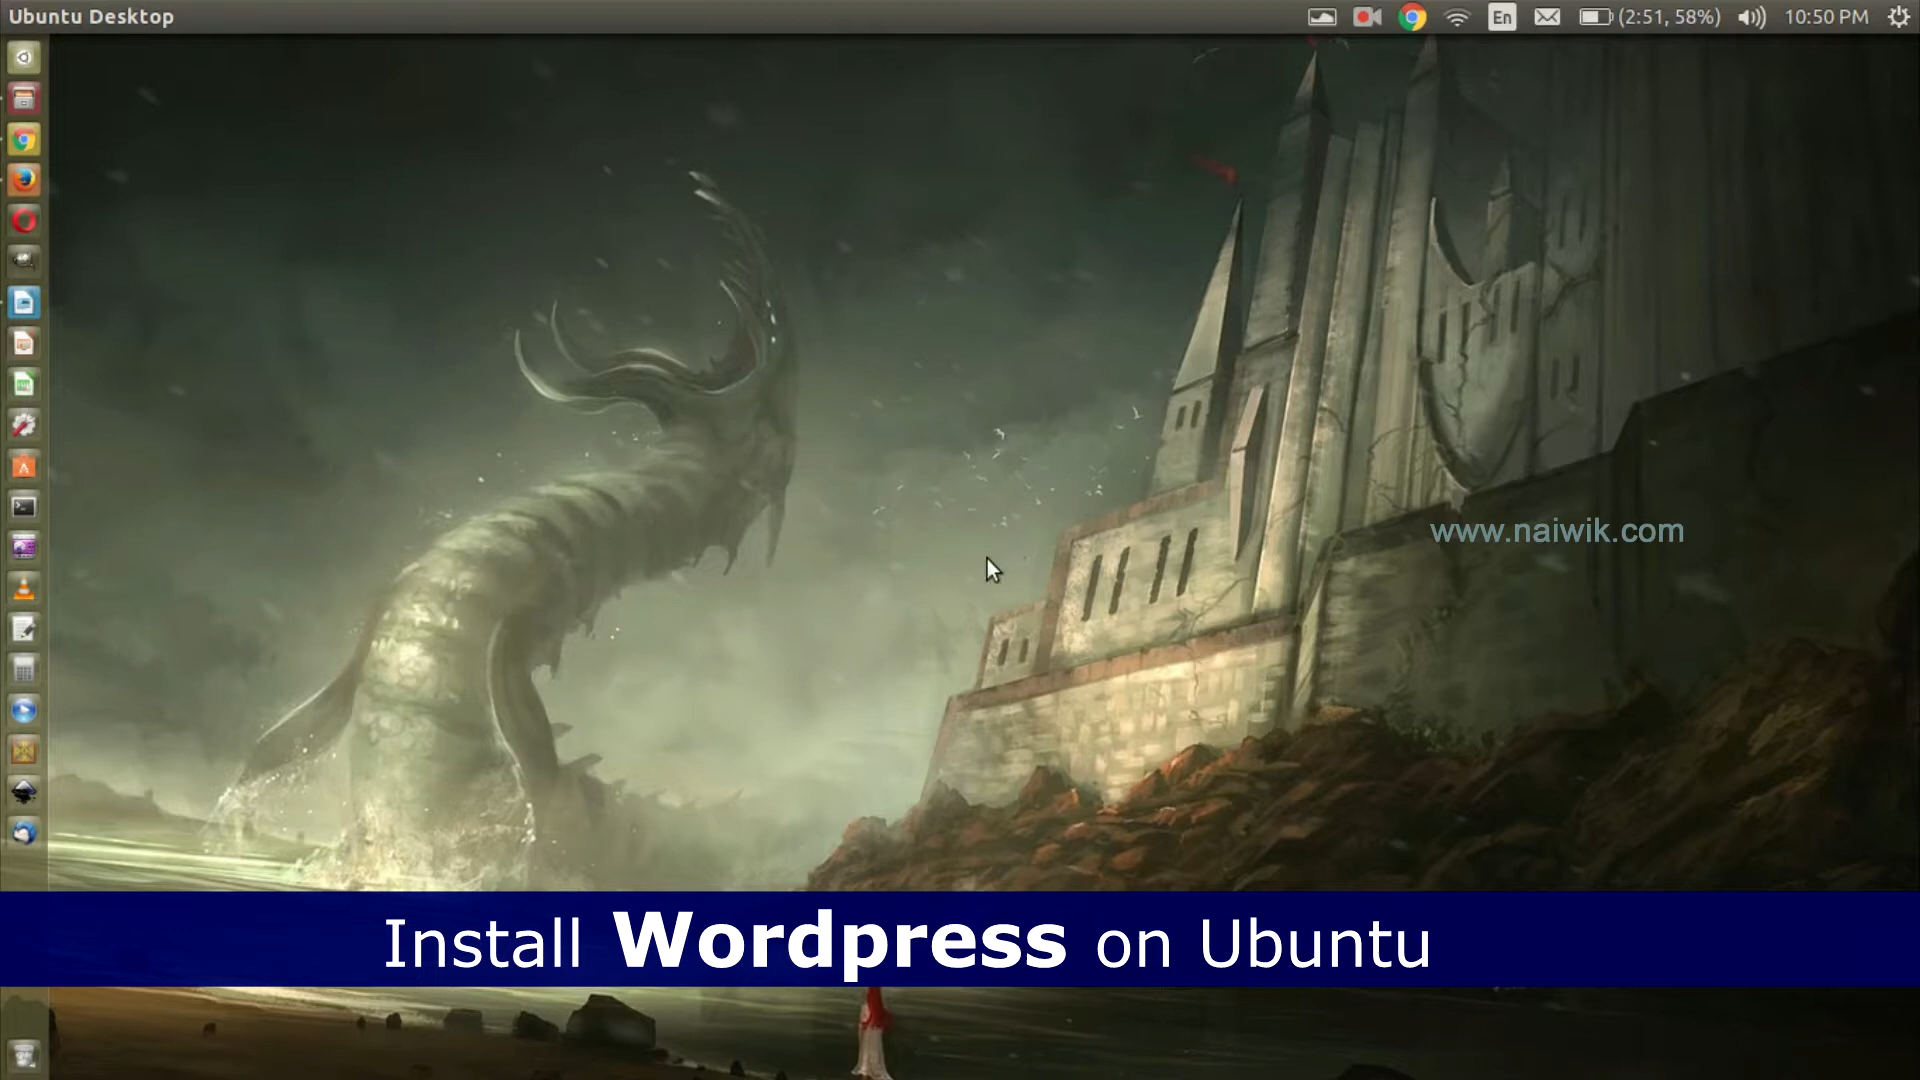 Ubuntu Desktop
En
(2:51, 58%)
10:50 PM
www.naiwik.com
Install Wordpress on Ubuntu